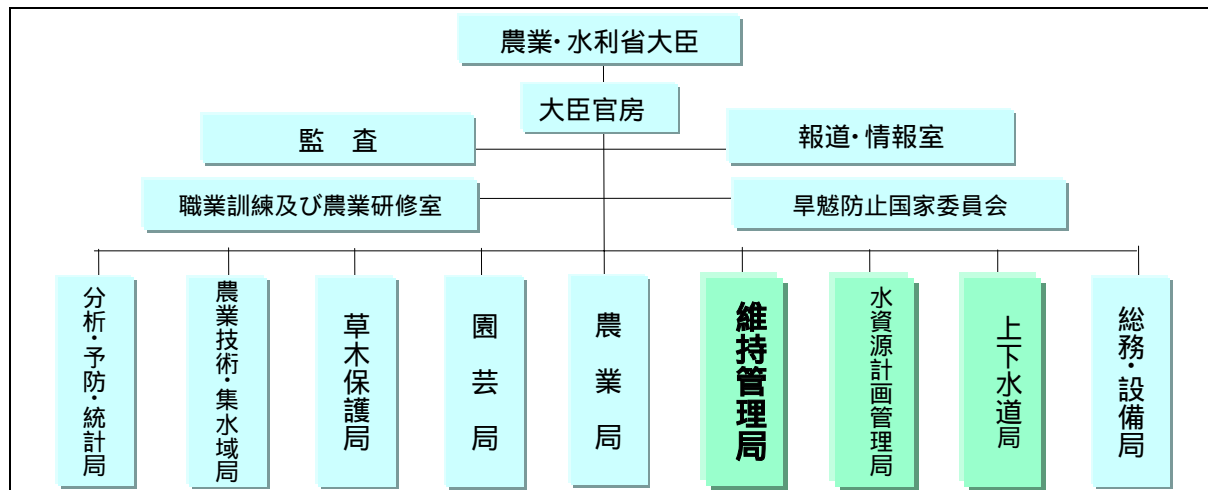 農業・水利省大臣
大臣官房
監　査
報道・情報室
職業訓練及び農業研修室
旱魃防止国家委員会
分析・予防・統計局
農業技術・集水域局
草木保護局
園芸局
農業局
維持管理局
水資源計画管理局
上下水道局
総務・設備局